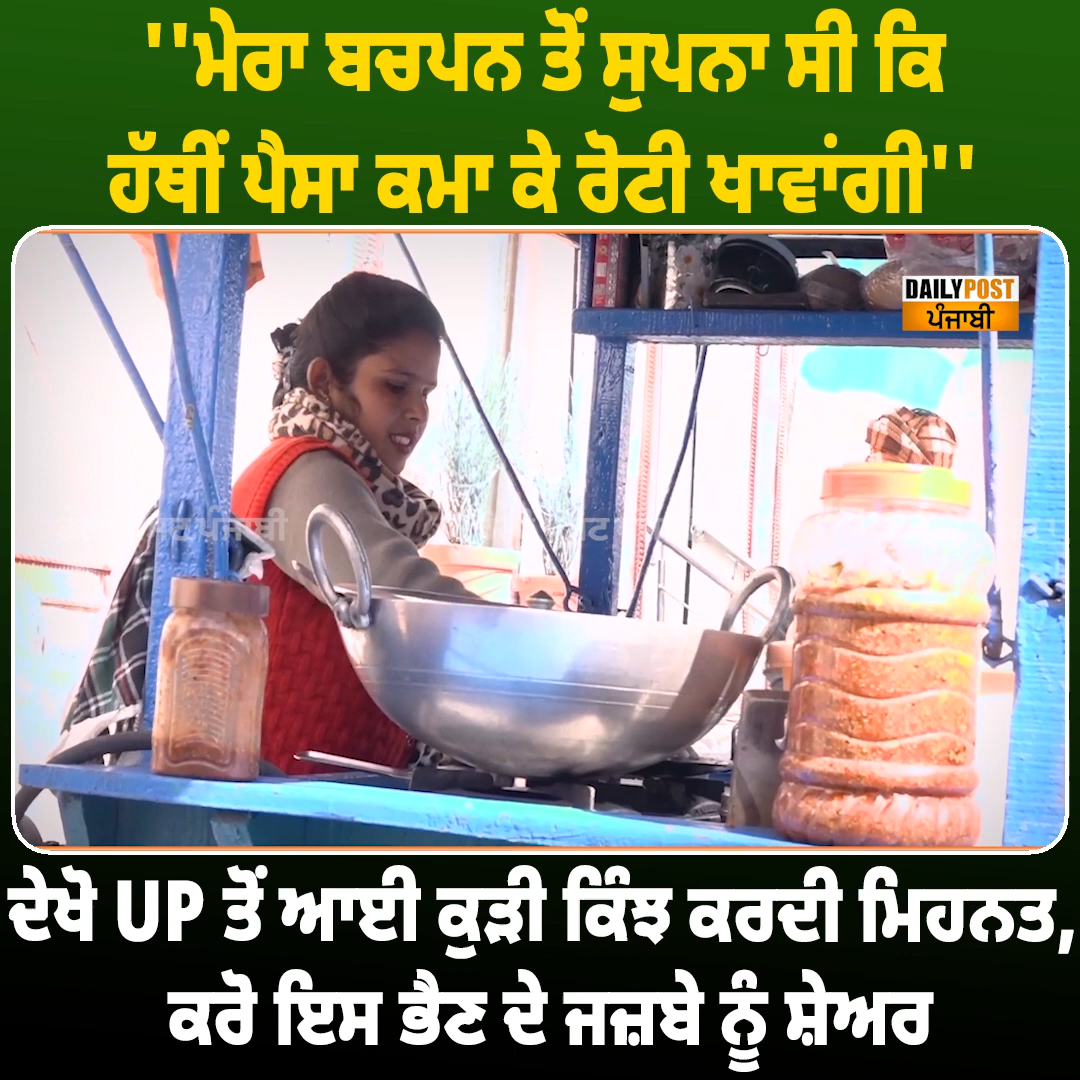 ''ਮੇਰਾ ਬਚਪਨ ਤੋਂ ਸੁਪਨਾ ਸੀ ਕਿ
ਹੱਥੀਂ ਪੈਸਾ ਕਮਾ ਕੇ ਰੋਟੀ ਖਾਵਾਂਗੀ''
DAILYPOST
ਪੰਜਾਬੀ
ਪੰਜਾਬੀ
ਦੇਖੋ UP ਤੋਂ ਆਈ ਕੁੜੀ ਕਿੰਝ ਕਰਦੀ ਮਿਹਨਤ,
ਕਰੋ ਇਸ ਭੈਣ ਦੇ ਜਜ਼ਬੇ ਨੂੰ ਸ਼ੇਅਰ